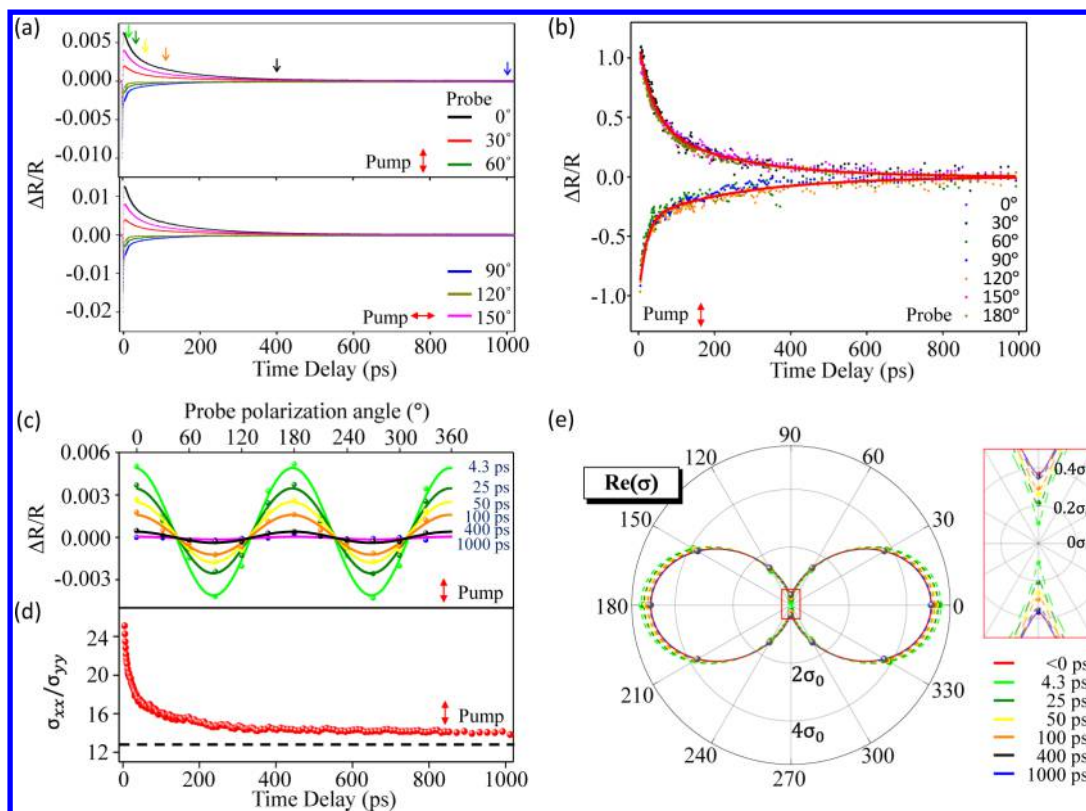 (a)
0.005
0.000
-0.005
-0.010
Probe
0°
30°
60°
Pump
ΔR/R
0.01
0.00
-0.01
-0.02
90°
120°
150°
Pump
0 200 400 600 800 1000
Time Delay (ps)
(b)
1.0
0.5
0.0
-0.5
-1.0
ΔR/R
0°
30°
60°
90°
120°
150°
180°
Pump
Probe
0 200 400 600 800 1000
Time Delay (ps)
(c)
Probe polarization angle (°)
0 60 120 180 240 300 360
0.006
0.003
0.000
-0.003
ΔR/R
4.3 ps
25 ps
50 ps
100 ps
400 ps
1000 ps
Pump
(d)
24
20
16
12
σxx/σyy
Pump
0 200 400 600 800 1000
Time Delay (ps)
(e)
Re(σ)
90
120 60
150 30
180 0
210 330
240 300
270
2σ₀
4σ₀
0.4σ
0.2σ
0σ
<0 ps
4.3 ps
25 ps
50 ps
100 ps
400 ps
1000 ps